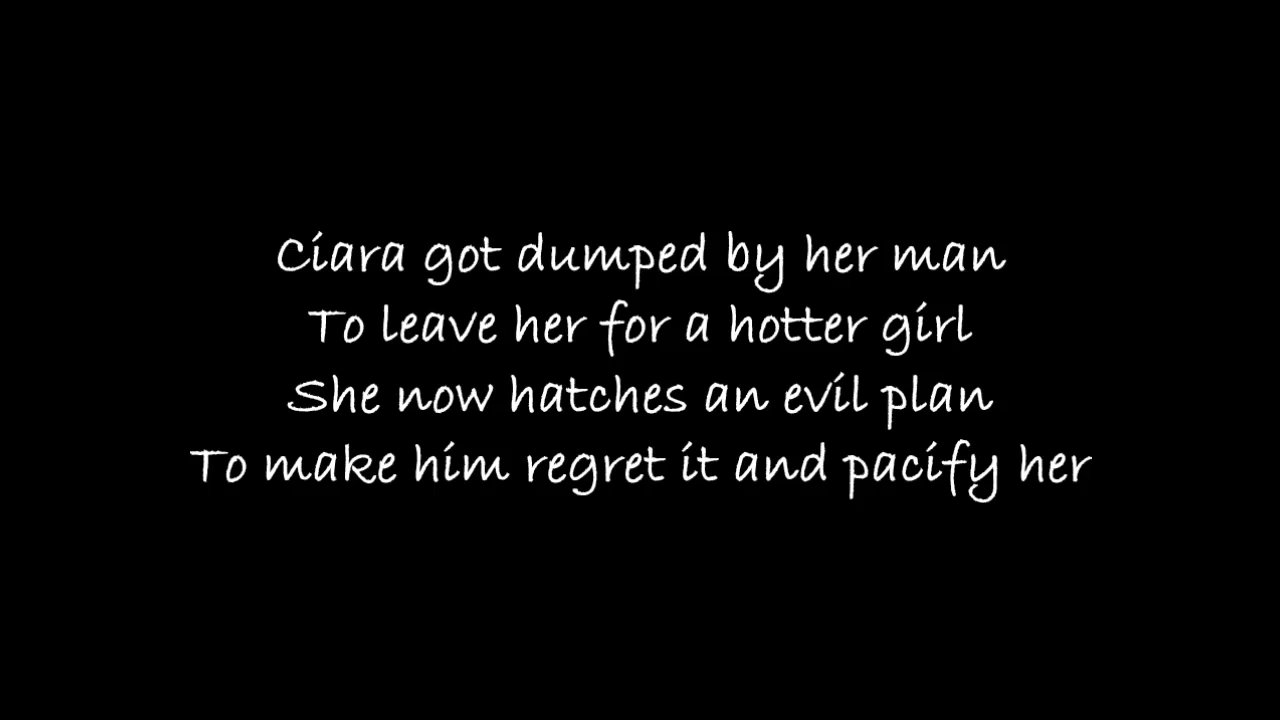 Ciara got dumped by her man
To leave her for a hotter girl
She now hatches an evil plan
To make him regret it and pacify her